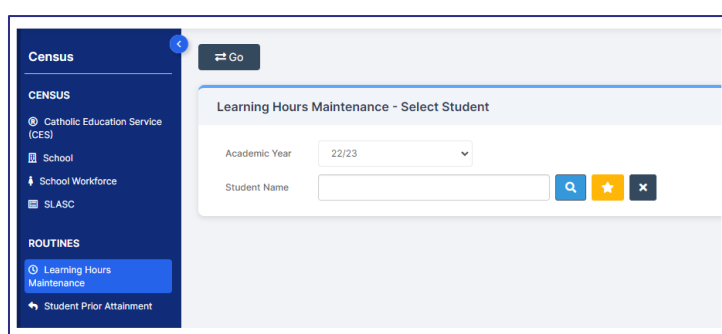 Census
CENSUS
Catholic Education Service
(CES)
School
School Workforce
SLASC
ROUTINES
Learning Hours
Maintenance
Student Prior Attainment
Go
Learning Hours Maintenance - Select Student
Academic Year 22/23
Student Name